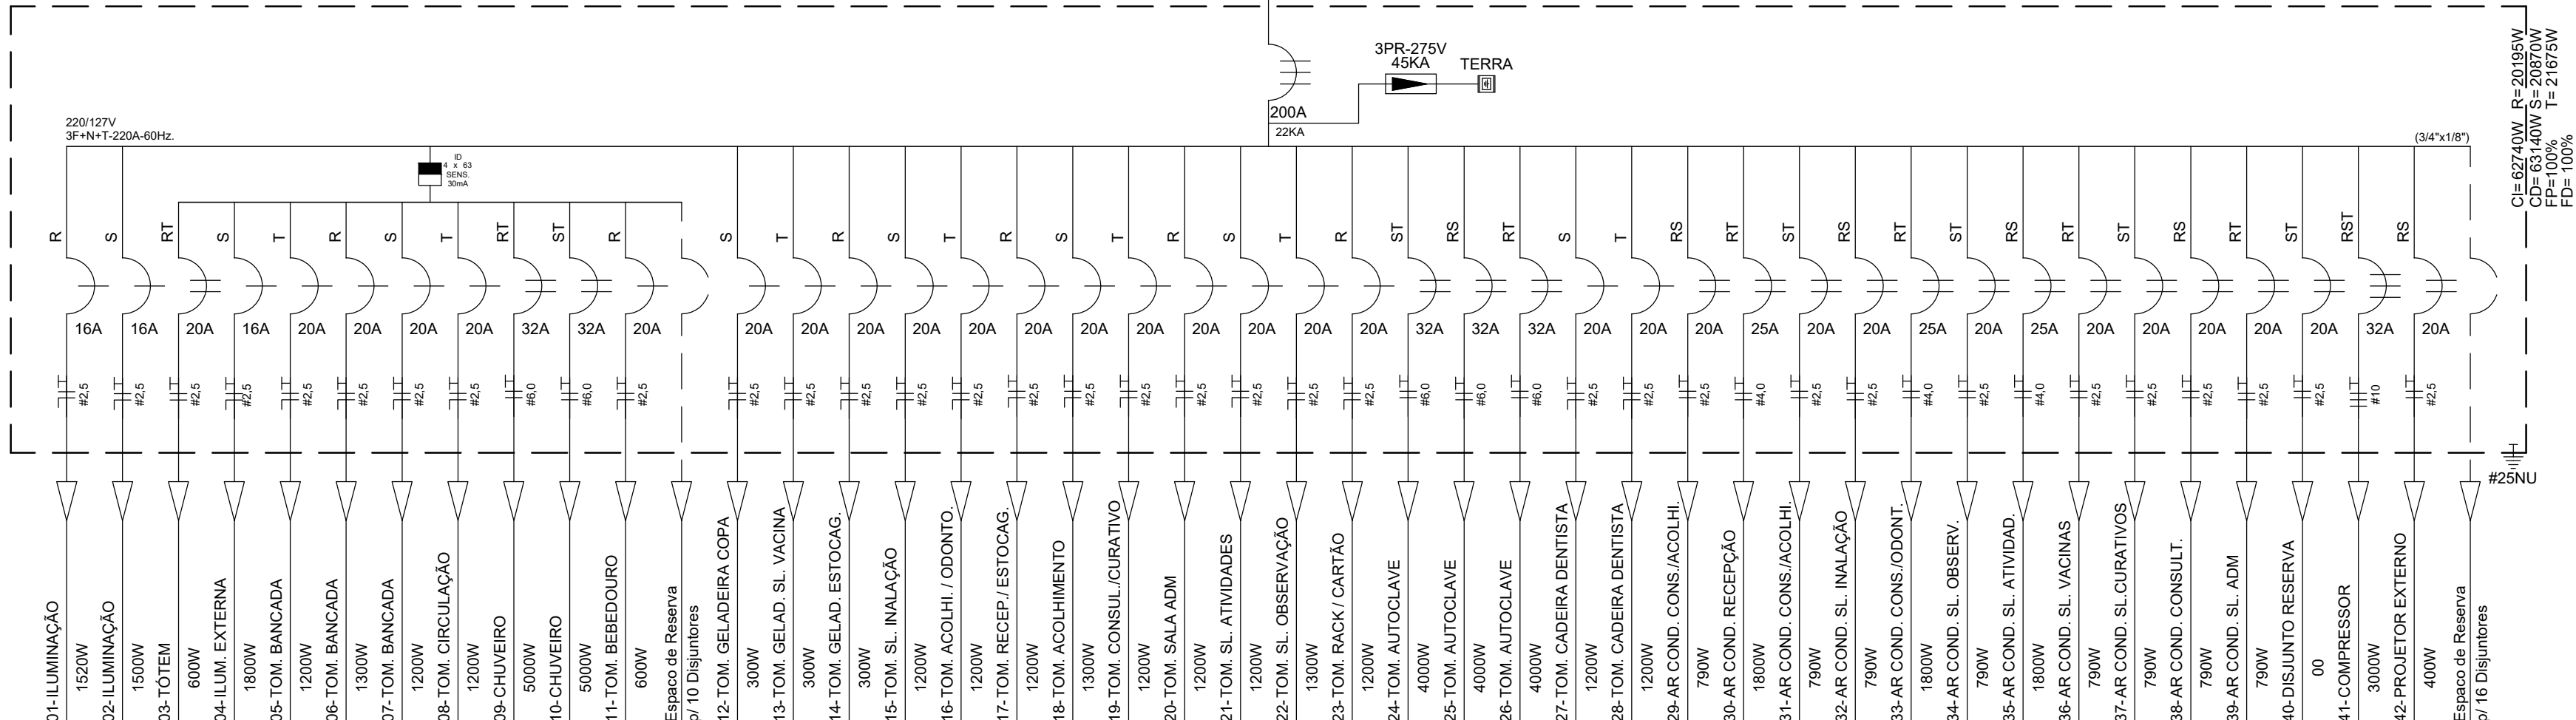 3PR-275V
45KA
TERRA
200A
22KA
220/127V
3F+N+T-220A-60Hz.
(3/4"x1/8")
ID
4 x 63
SENS.
30mA
CI= 62740W R= 20195W
CD= 63140W S= 20870W
FP=100% T= 21675W
FD= 100%
R S RT S T R S T RT ST R S T R S T R S T R S T R ST RS RT S T RS RT ST RS RT ST RS RT ST RS RT ST RST RS
16A 16A 20A 16A 20A 20A 20A 20A 32A 32A 20A 20A 20A 20A 20A 20A 20A 20A 20A 20A 20A 20A 20A 32A 32A 32A 20A 20A 20A 25A 20A 20A 25A 20A 25A 20A 20A 20A 20A 20A 32A 20A
#2,5 #2,5 #2,5 #2,5 #2,5 #2,5 #2,5 #2,5 #6,0 #6,0 #2,5 #2,5 #2,5 #2,5 #2,5 #2,5 #2,5 #2,5 #2,5 #2,5 #2,5 #2,5 #2,5 #6,0 #6,0 #6,0 #2,5 #2,5 #2,5 #4,0 #2,5 #2,5 #4,0 #2,5 #4,0 #2,5 #2,5 #2,5 #2,5 #2,5 #10 #2,5
#25NU
01- ILUMINAÇÃO
1520W
02- ILUMINAÇÃO
1500W
03-TÓTEM
600W
04-ILUM. EXTERNA
1800W
05- TOM. BANCADA
1200W
06- TOM. BANCADA
1300W
07- TOM. BANCADA
1200W
08- TOM. CIRCULAÇÃO
1200W
09-CHUVEIRO
5000W
10-CHUVEIRO
5000W
11- TOM. BEBEDOURO
600W
Espaco de Reserva
p/ 10 Disjuntores
12- TOM. GELADEIRA COPA
300W
13- TOM. GELAD. SL. VACINA
300W
14- TOM. GELAD. ESTOCAG.
300W
15- TOM. SL. INALAÇÃO
1200W
16- TOM. ACOLHI. / ODONTO.
1200W
17- TOM. RECEP./ ESTOCAG.
1200W
18- TOM. ACOLHIMENTO
1300W
19- TOM. CONSUL./CURATIVO
1200W
20- TOM. SALA ADM
1200W
21- TOM. SL. ATIVIDADES
1200W
22- TOM. SL. OBSERVAÇÃO
1300W
23- TOM. RACK / CARTÃO
1200W
24- TOM. AUTOCLAVE
4000W
25- TOM. AUTOCLAVE
4000W
26- TOM. AUTOCLAVE
4000W
27- TOM. CADEIRA DENTISTA
1200W
28- TOM. CADEIRA DENTISTA
1200W
29-AR COND. CONS./ACOLHI.
790W
30-AR COND. RECEPÇÃO
1800W
31-AR COND. CONS./ACOLHI.
790W
32-AR COND. SL. INALAÇÃO
790W
33-AR COND. CONS./ODONT.
1800W
34- AR COND. SL. OBSERV.
790W
35-AR COND. SL. ATIVIDAD.
1800W
36-AR COND. SL. VACINAS
790W
37-AR COND. SL.CURATIVOS
790W
38-AR COND. CONSULT.
790W
39-AR COND. SL. ADM
790W
40-DISJUNTO RESERVA
00
41-COMPRESSOR
3000W
42-PROJETOR EXTERNO
400W
Espaco de Reserva
p/ 16 Disjuntores